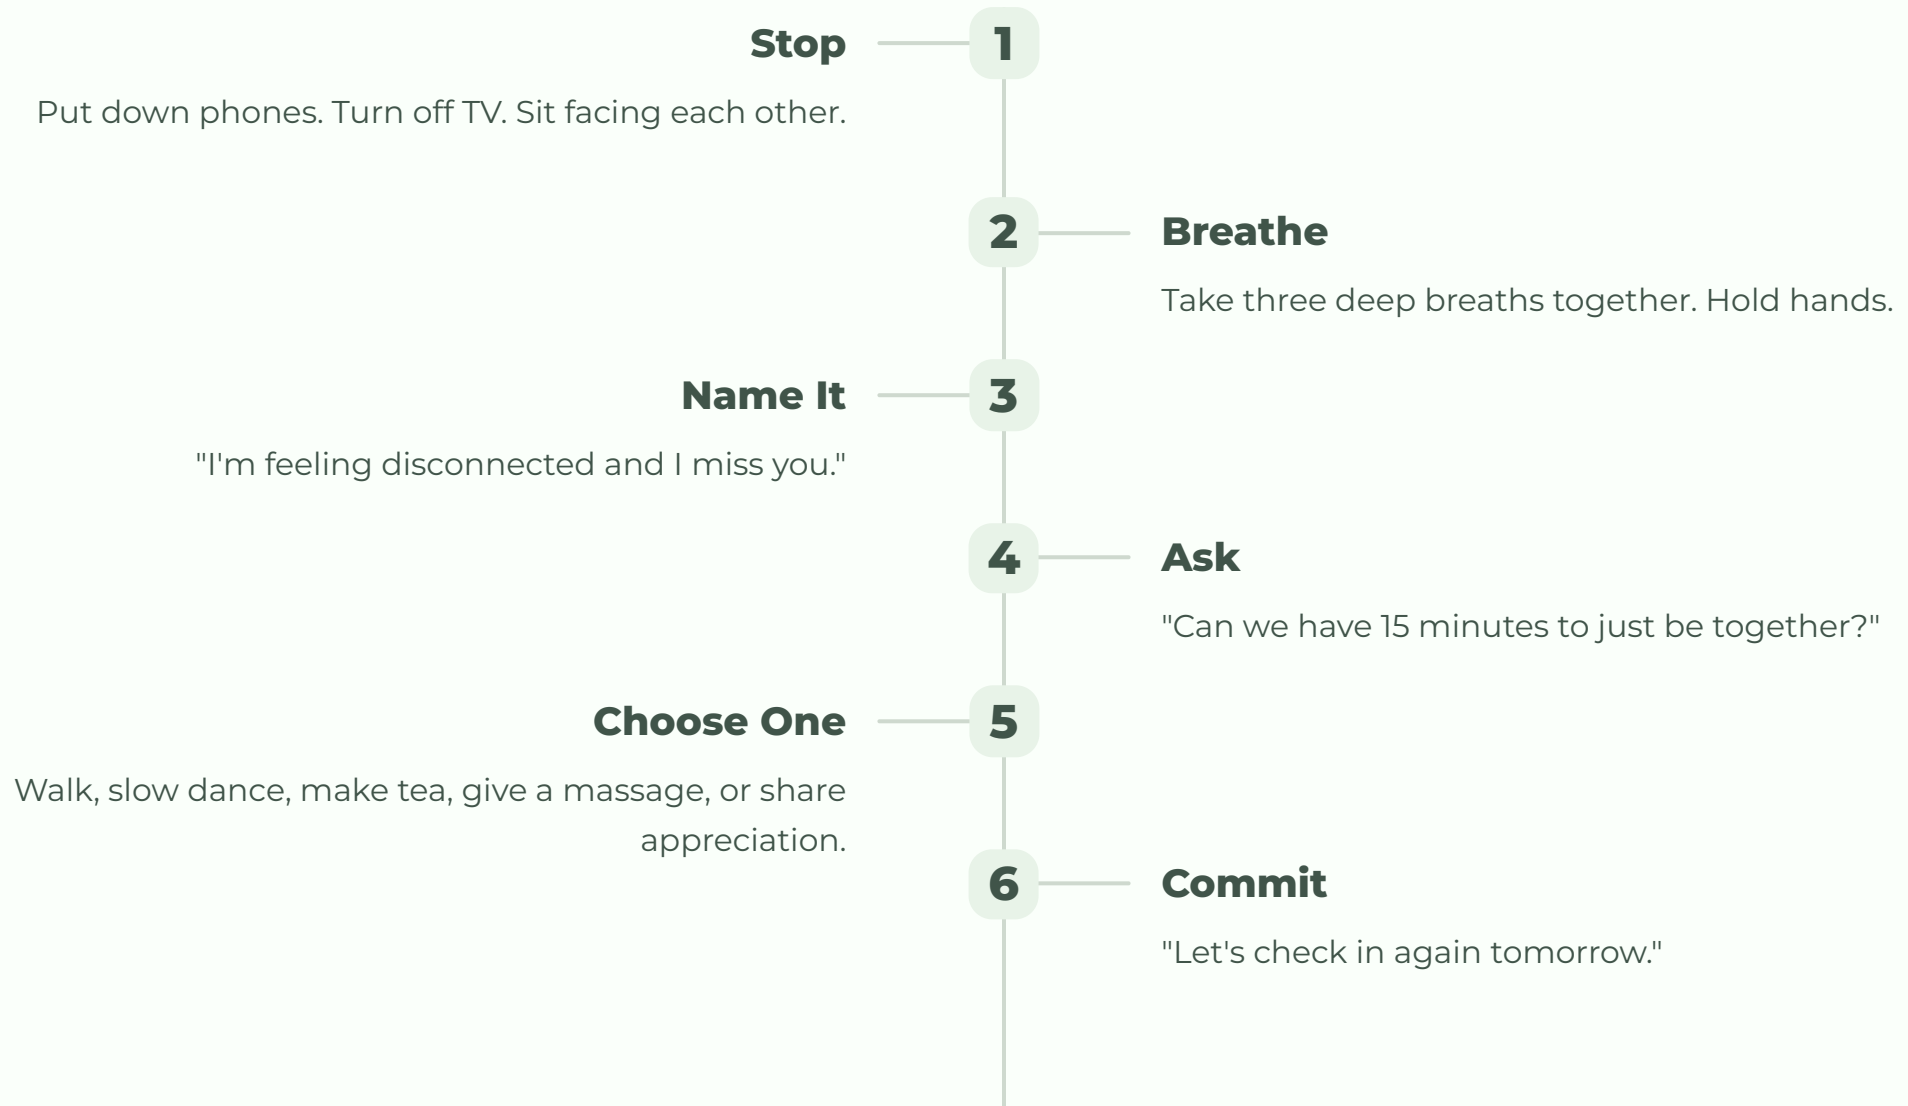 1
Stop
Put down phones. Turn off TV. Sit facing each other.
2
Breathe
Take three deep breaths together. Hold hands.
3
Name It
"I'm feeling disconnected and I miss you."
4
Ask
"Can we have 15 minutes to just be together?"
5
Choose One
Walk, slow dance, make tea, give a massage, or share
appreciation.
6
Commit
"Let's check in again tomorrow."